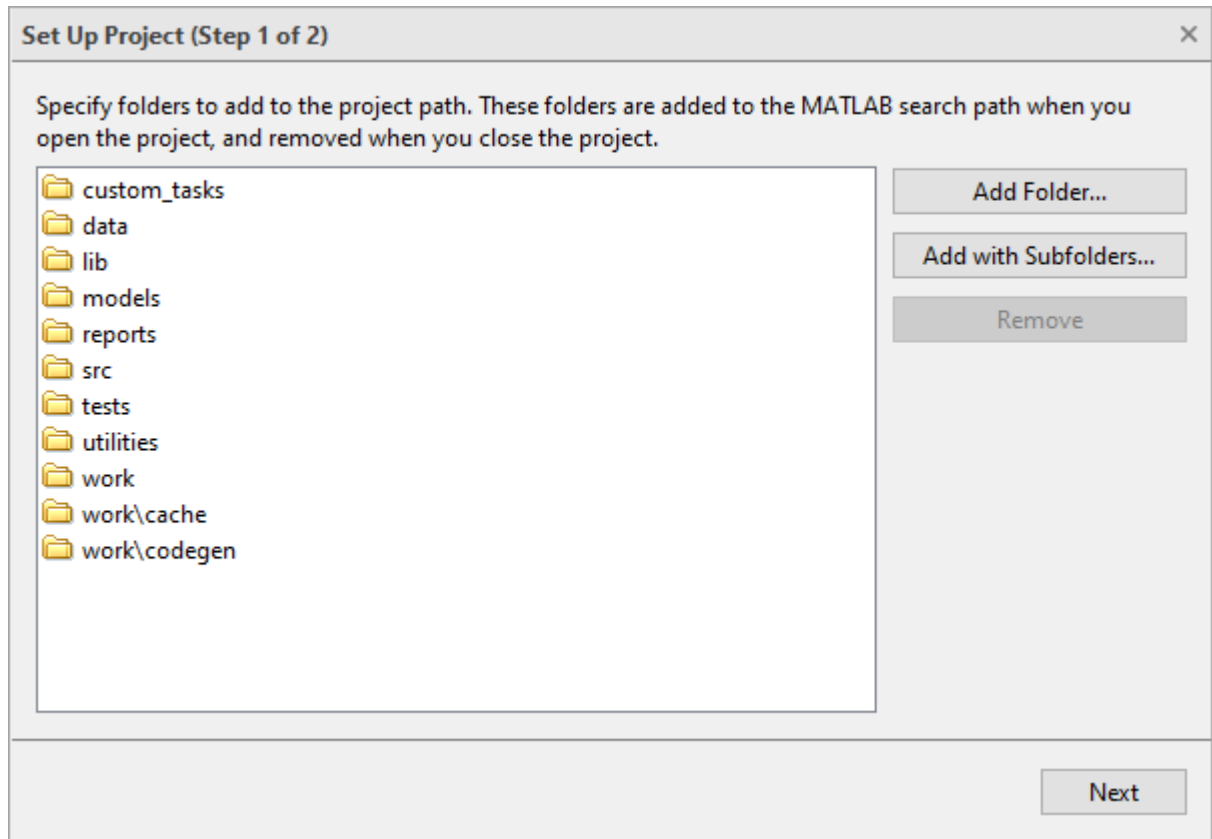 Set Up Project (Step 1 of 2)
Specify folders to add to the project path. These folders are added to the MATLAB search path when you
open the project, and removed when you close the project.
custom_tasks
data
lib
models
reports
src
tests
utilities
work
work\cache
work\codegen
Add Folder...
Add with Subfolders...
Remove
Next